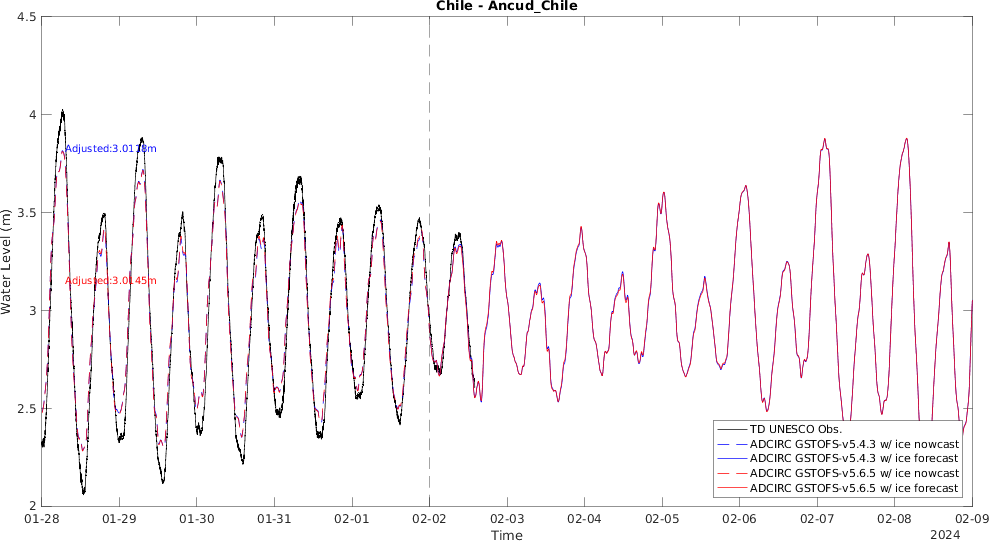 Chile - Ancud_Chile
4.5
4
3.5
3
2.5
2
Water Level (m)
Adjusted:3.0178m
Adjusted:3.0145m
01-28
01-29
01-30
01-31
02-01
02-02
02-03
02-04
02-05
02-06
02-07
02-08
02-09
Time
2024
TD UNESCO Obs.
ADCIRC GSTOFS-v5.4.3 w/ ice nowcast
ADCIRC GSTOFS-v5.4.3 w/ ice forecast
ADCIRC GSTOFS-v5.6.5 w/ ice nowcast
ADCIRC GSTOFS-v5.6.5 w/ ice forecast